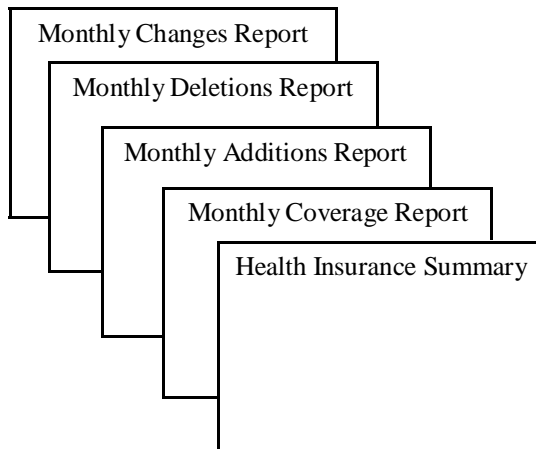 Monthly Changes Report
Monthly Deletions Report
Monthly Additions Report
Monthly Coverage Report
Health Insurance Summary